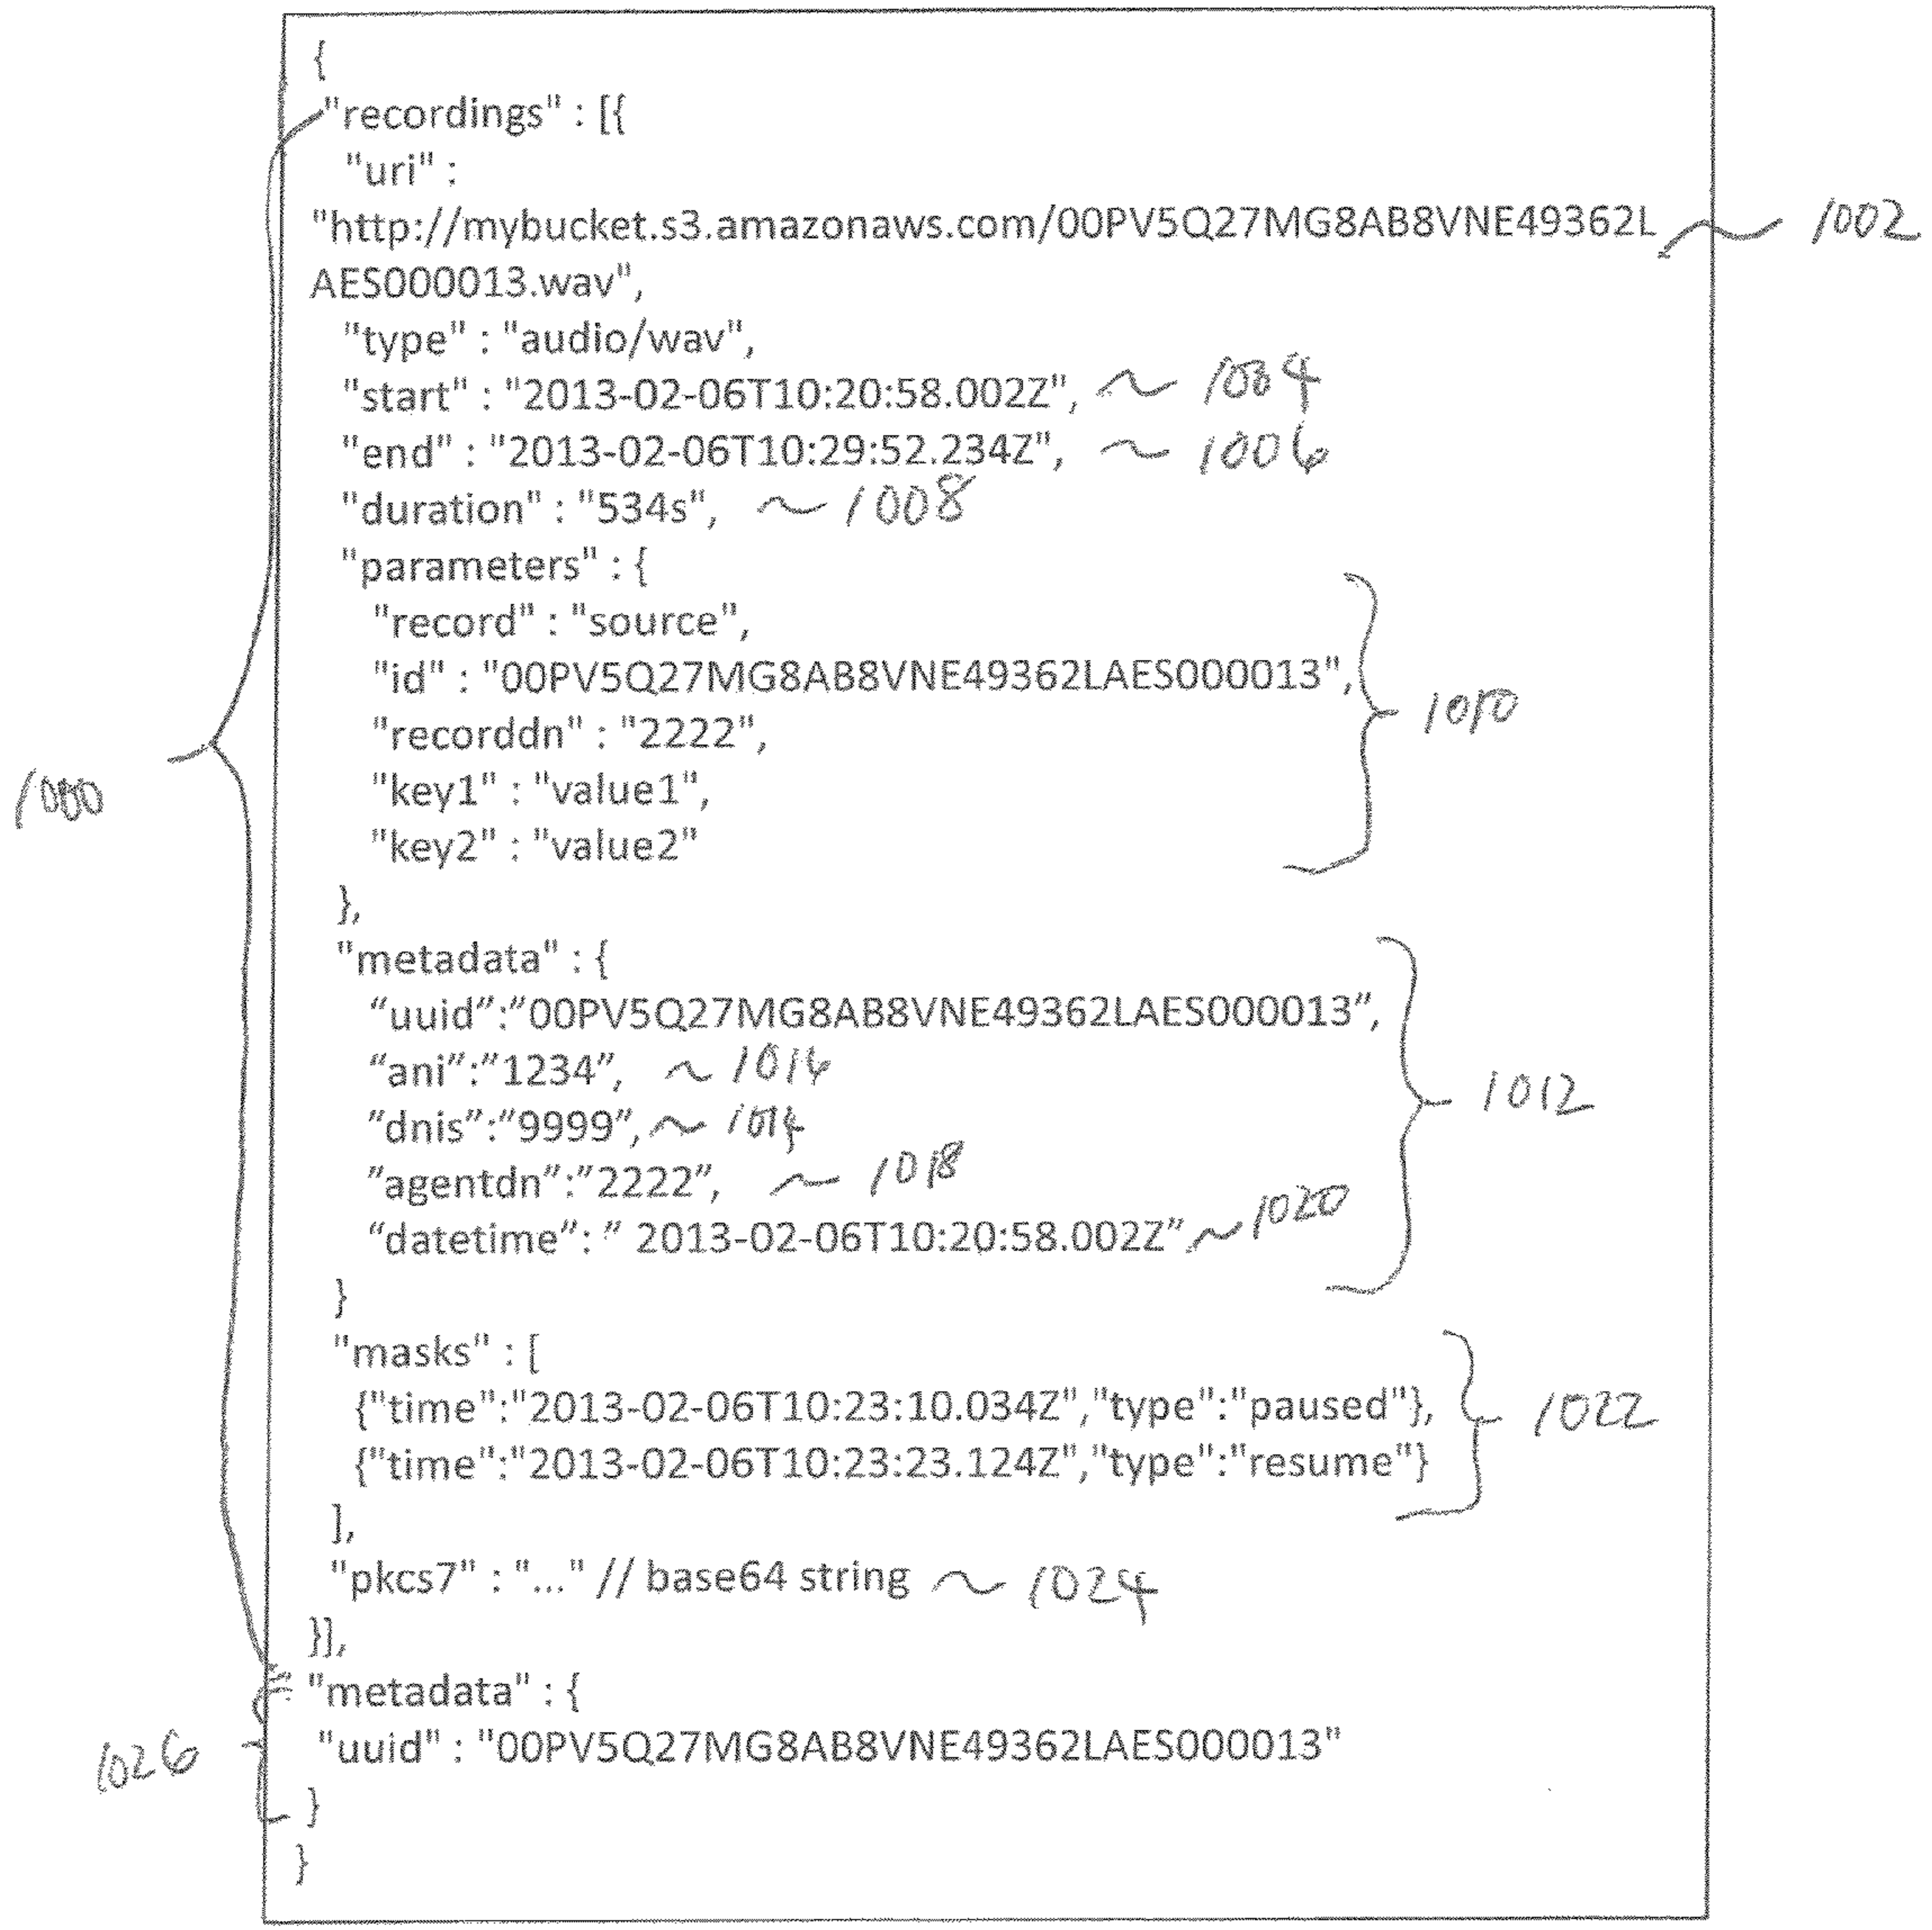 {
"recordings" : [{
"uri" :
"http://mybucket.s3.amazonaws.com/00PV5Q27MG8AB8VNE49362L 1002
AES000013.wav",
"type" : "audio/wav",
"start" : "2013-02-06T10:20:58.002Z", 1004
"end" : "2013-02-06T10:29:52.234Z", 1006
"duration" : "534s", 1008
"parameters" : {
"record" : "source",
"id" : "00PV5Q27MG8AB8VNE49362LAES000013",
1010
"recorddn" : "2222",
1000
"key1" : "value1",
"key2" : "value2"
},
"metadata" : {
“uuid”:”00PV5Q27MG8AB8VNE49362LAES000013”,
“ani”:”1234”, 1016
1012
”dnis”:”9999”, 1014
”agentdn”:”2222”, 1018
“datetime”: ” 2013-02-06T10:20:58.002Z” 1020
}
"masks" : [
{"time":"2013-02-06T10:23:10.034Z","type":"paused"}, 1022
{"time":"2013-02-06T10:23:23.124Z","type":"resume"}
],
"pkcs7" : "..." // base64 string 1024
}],
"metadata" : {
1026 "uuid" : "00PV5Q27MG8AB8VNE49362LAES000013"
}
}